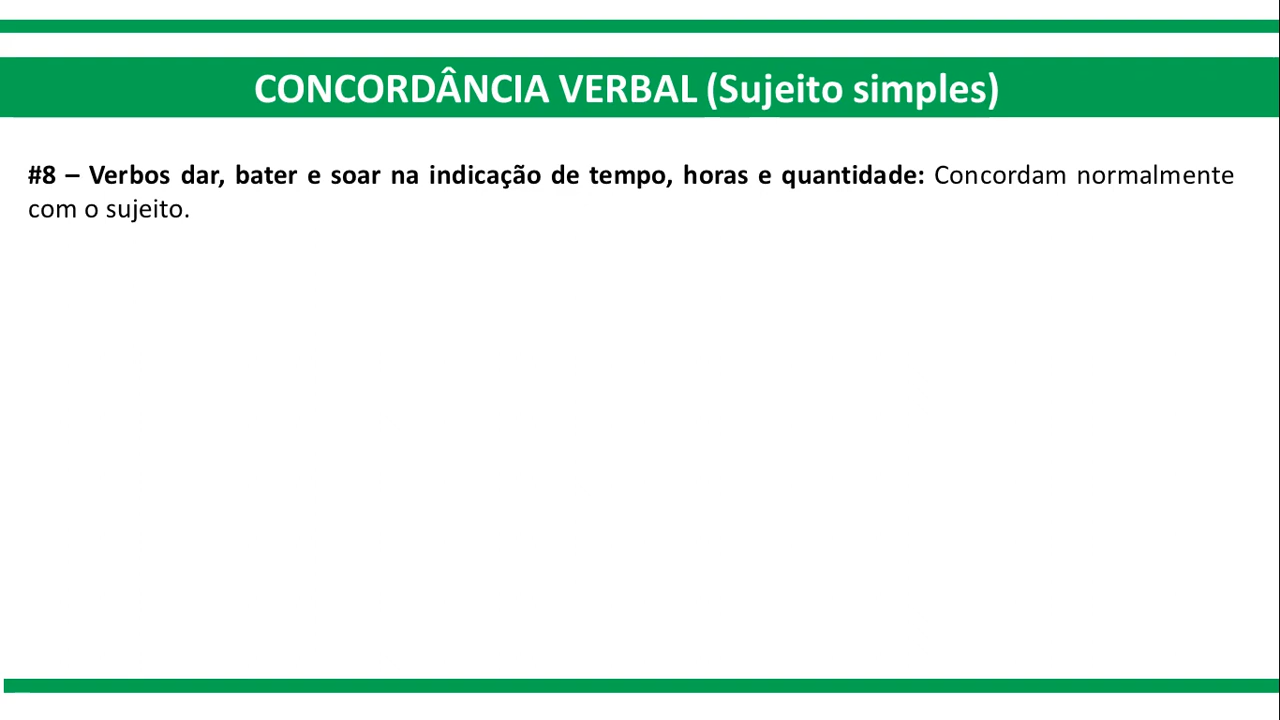 CONCORDÂNCIA VERBAL (Sujeito simples)
#8 – Verbos dar, bater e soar na indicação de tempo, horas e quantidade: Concordam normalmente
com o sujeito.